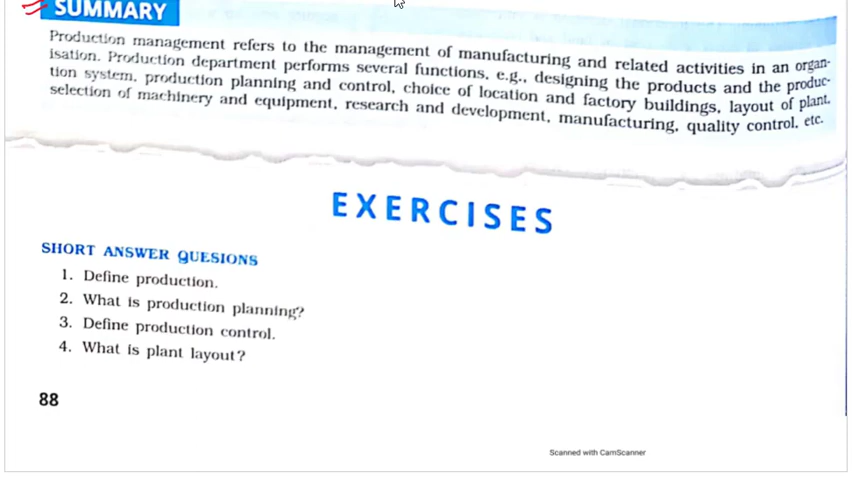 SUMMARY
Production management refers to the management of manufacturing and related activities in an organ-
isation. Production department performs several functions, e.g., designing the products and the produc-
tion system, production planning and control, choice of location and factory buildings, layout of plant,
selection of machinery and equipment, research and development, manufacturing, quality control, etc.
EXERCISES
SHORT ANSWER QUESIONS
1. Define production.
2. What is production planning?
3. Define production control.
4. What is plant layout?
88
Scanned with CamScanner